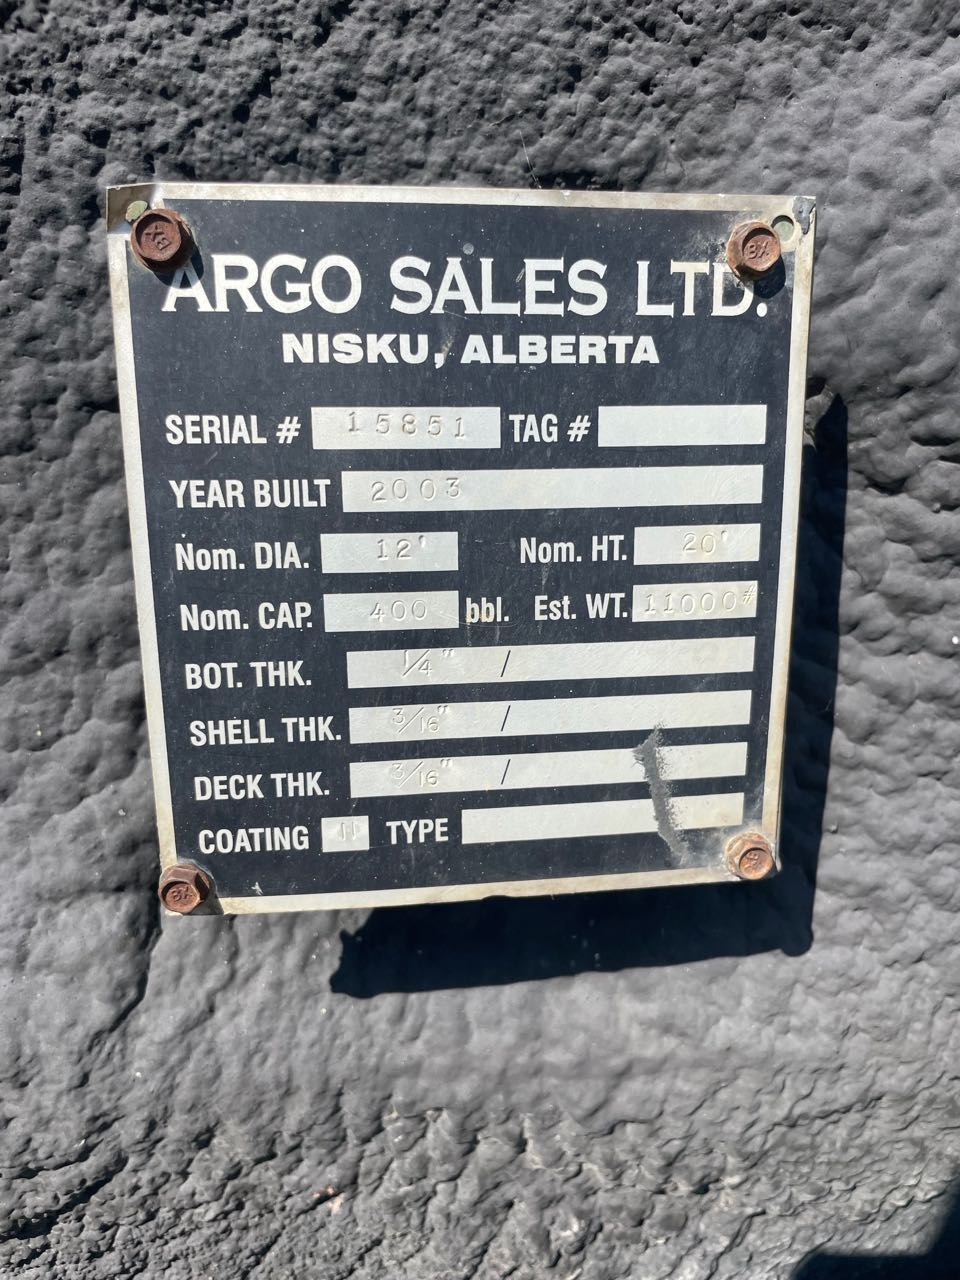 ARGO SALES LTD.
NISKU, ALBERTA
SERIAL # 15851 TAG #
YEAR BUILT 2003
Nom. DIA. 12' Nom. HT. 20'
Nom. CAP. 400 bbl. Est. WT. 11000#
BOT. THK. 1/4" /
SHELL THK. 3/16" /
DECK THK. 3/16" /
COATING TYPE